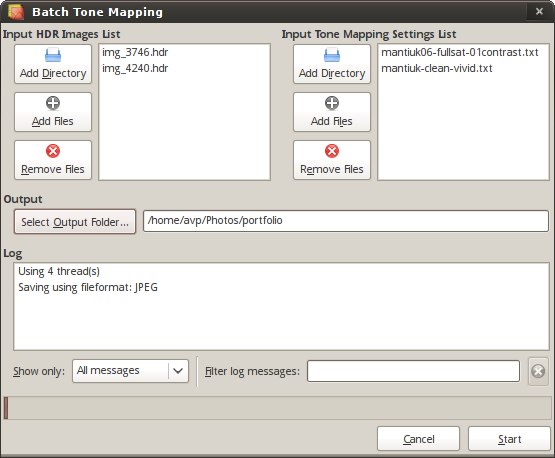 Batch Tone Mapping
Input HDR Images List
Add Directory
Add Files
Remove Files
img_3746.hdr
img_4240.hdr
Input Tone Mapping Settings List
Add Directory
Add Files
Remove Files
mantiuk06-fullsat-01contrast.txt
mantiuk-clean-vivid.txt
Output
Select Output Folder...
/home/avp/Photos/portfolio
Log
Using 4 thread(s)
Saving using fileformat: JPEG
Show only: All messages Filter log messages:
Cancel Start